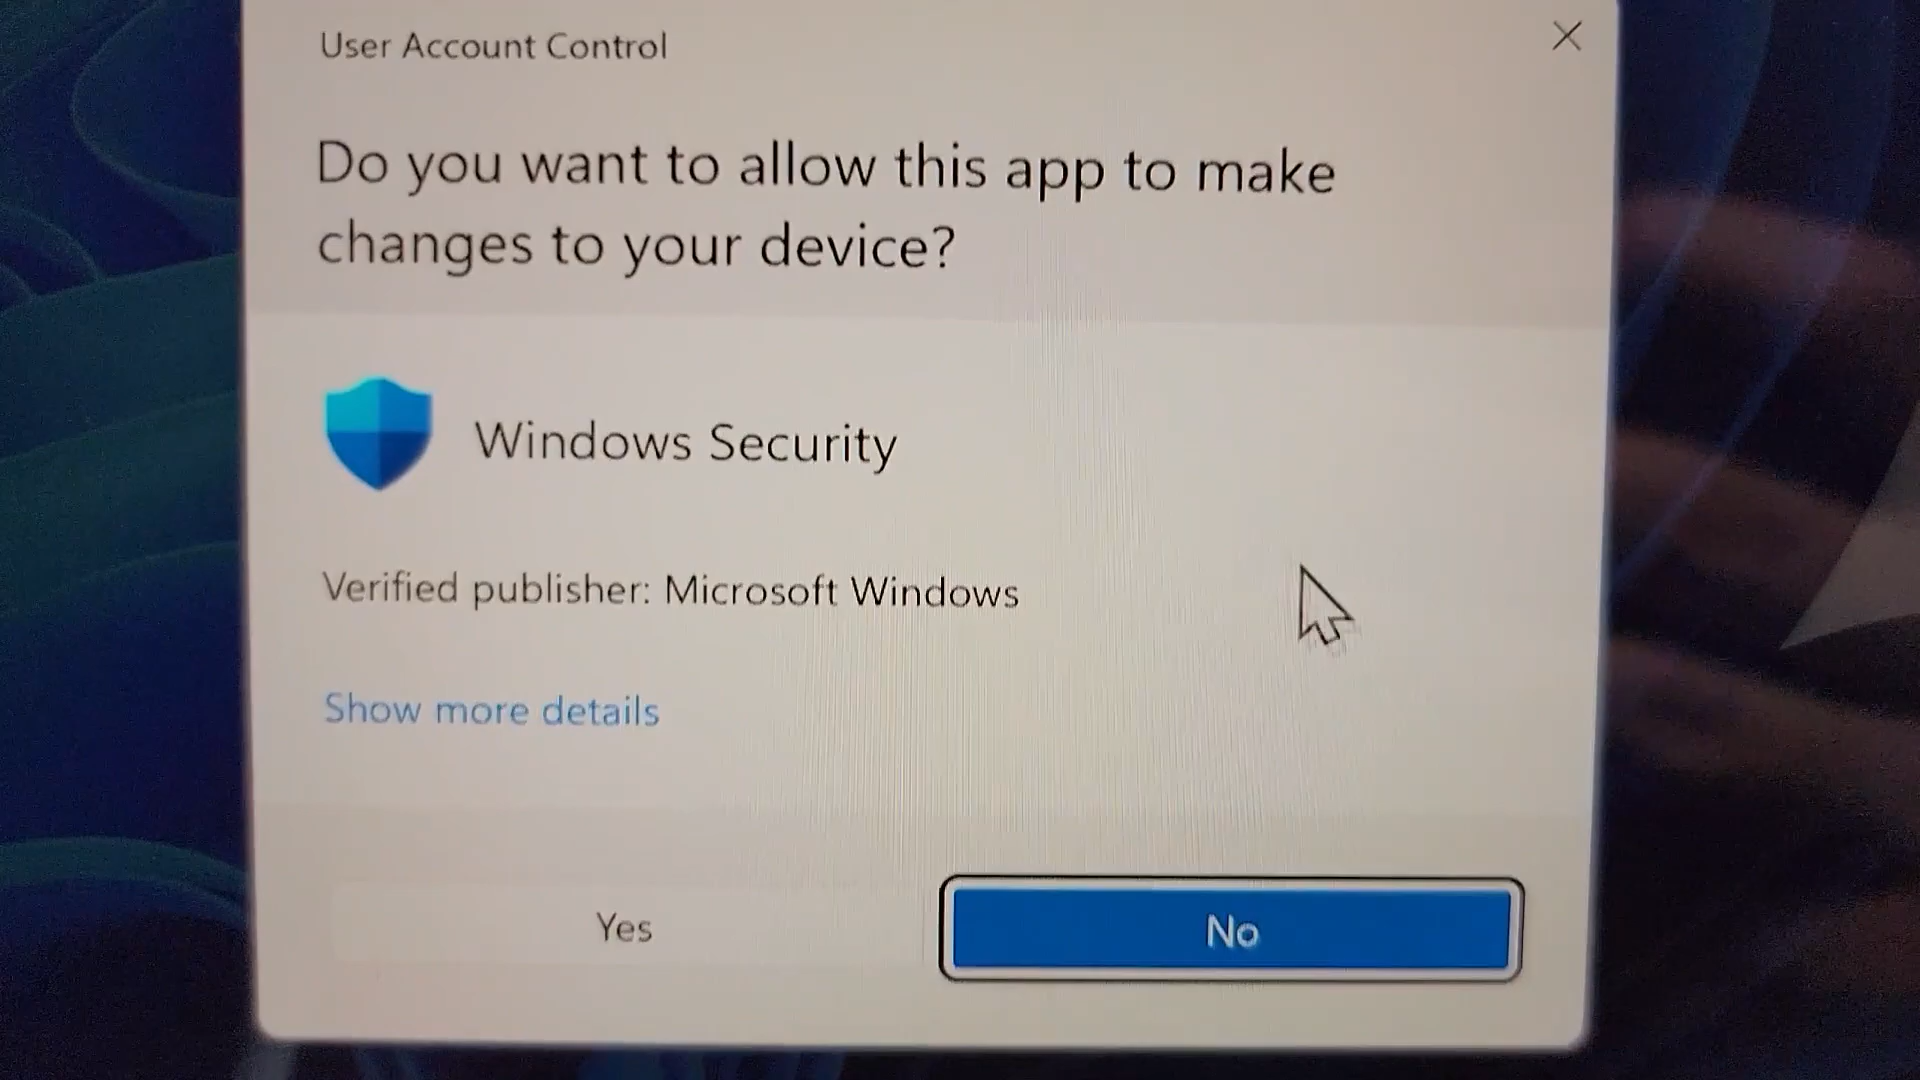 User Account Control
Do you want to allow this app to make
changes to your device?
Windows Security
Verified publisher: Microsoft Windows
Show more details
Yes
No